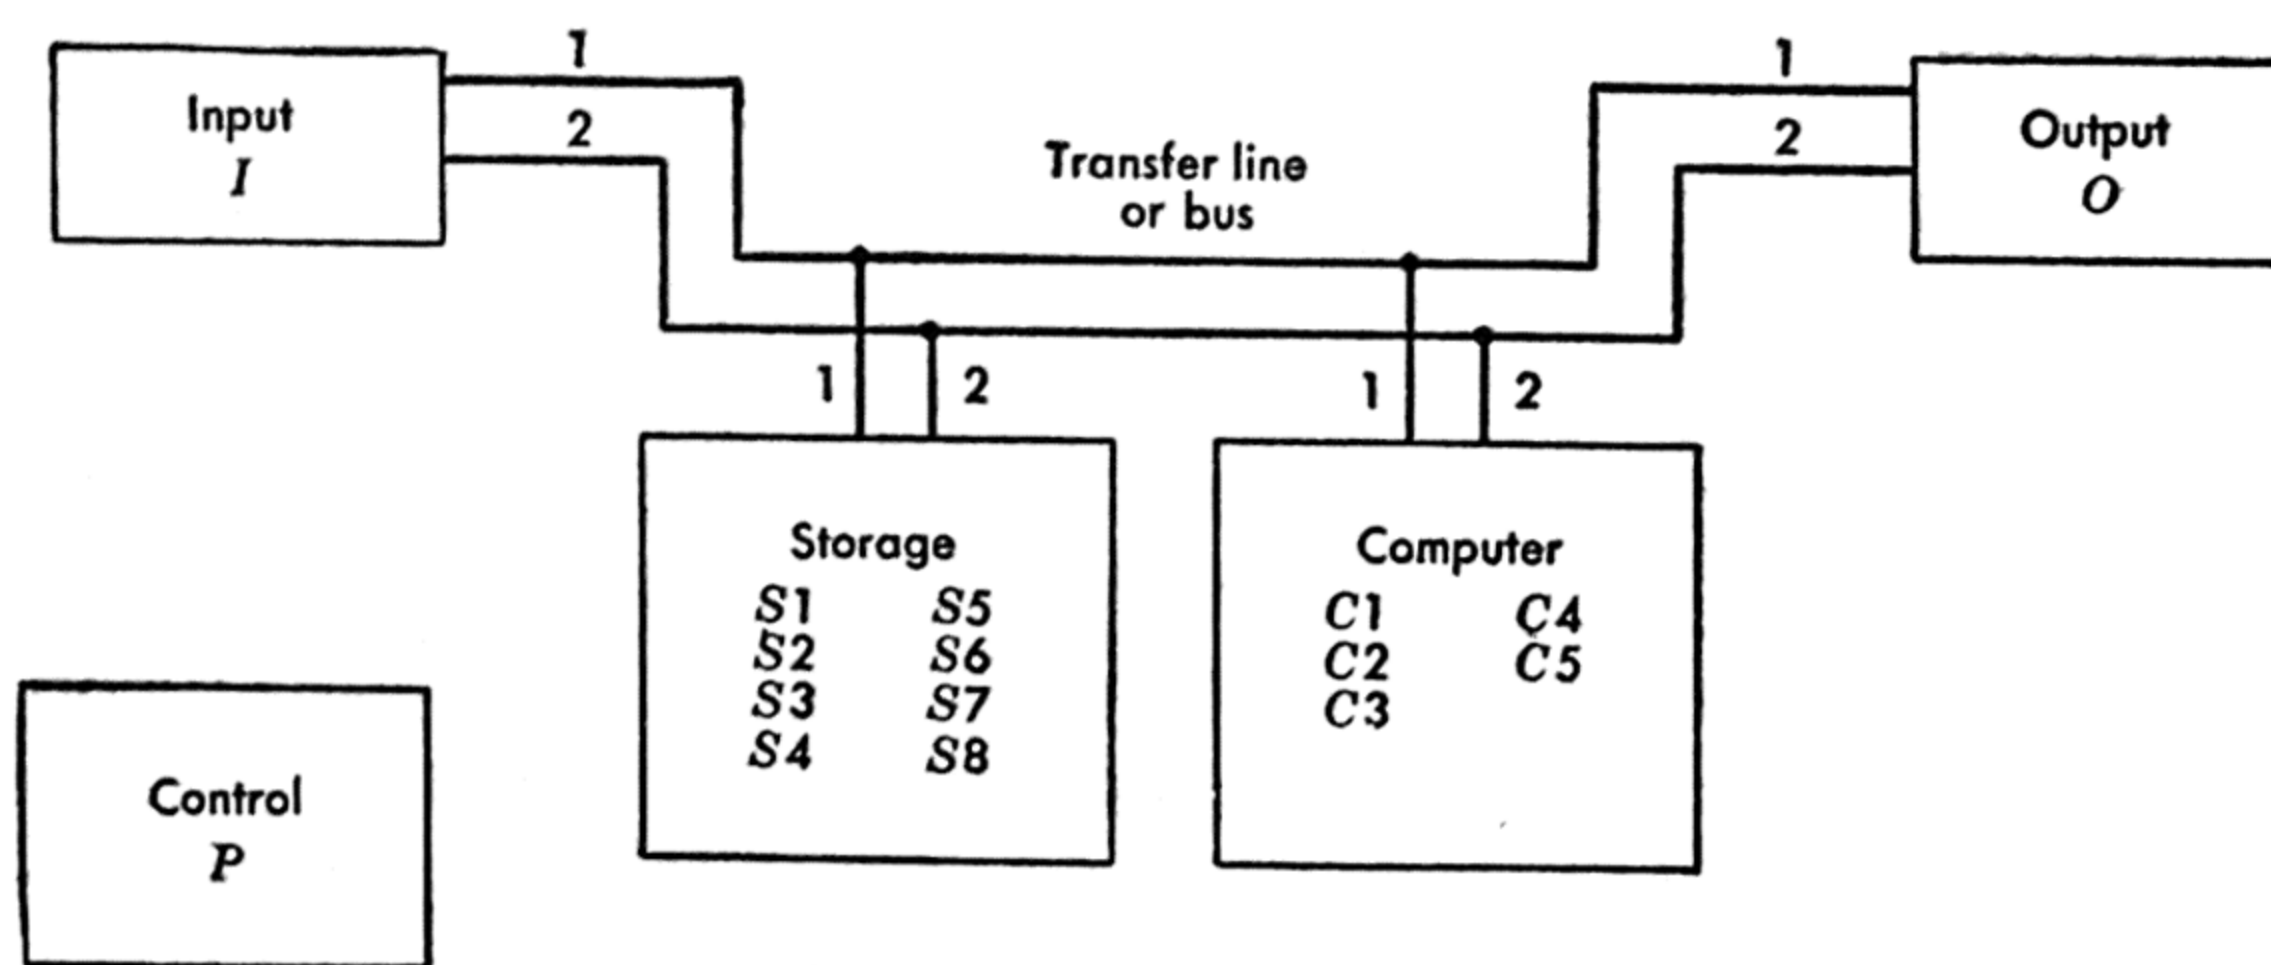 1
2
Input
I
Transfer line
or bus
1
2
Output
O
1
2
1
2
Storage
S1 S5
S2 S6
S3 S7
S4 S8
Computer
C1 C4
C2 C5
C3
Control
P